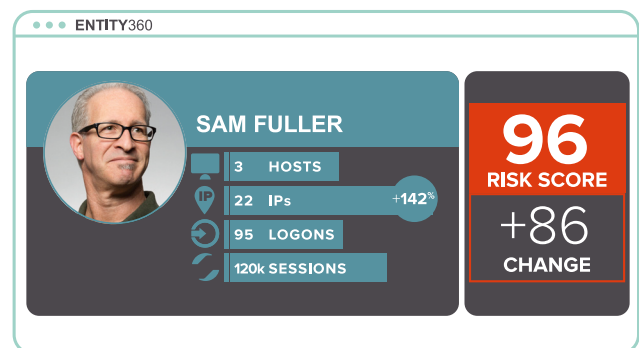 ENTITY360
SAM FULLER
3 HOSTS
IP
22 IPs +142%
95 LOGONS
120k SESSIONS
96
RISK SCORE
+86
CHANGE